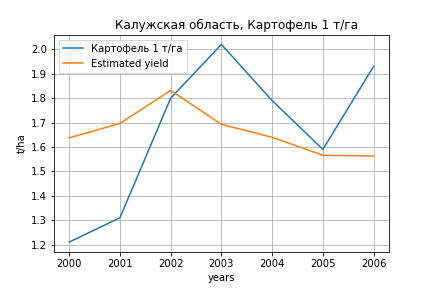 Калужская область, Картофель 1 т/га
Картофель 1 т/га
Estimated yield
2.0
1.9
1.8
1.7
1.6
1.5
1.4
1.3
1.2
t/ha
2000 2001 2002 2003 2004 2005 2006
years